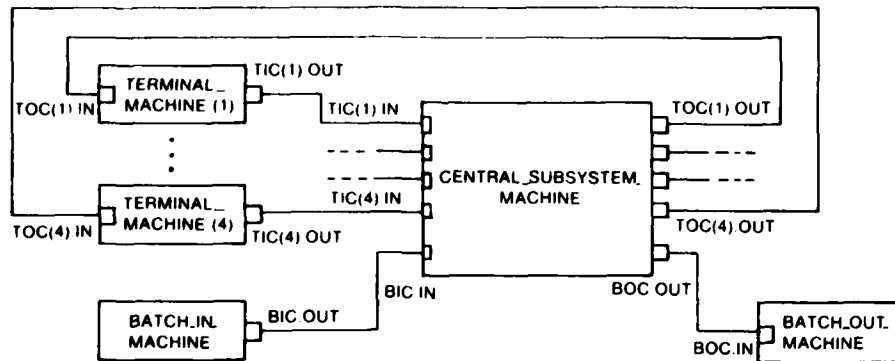 TIC(1) OUT
TERMINAL_
MACHINE (1)
TOC(1) IN
TIC(1) IN
TOC(1) OUT
CENTRAL_SUBSYSTEM_
MACHINE
TERMINAL_
MACHINE (4)
TIC(4) IN
TOC(4) IN
TIC(4) OUT
TOC(4).OUT
BIC.IN
BOC OUT
BATCH_IN_
MACHINE
BIC.OUT
BOC.IN
BATCH_OUT_
MACHINE